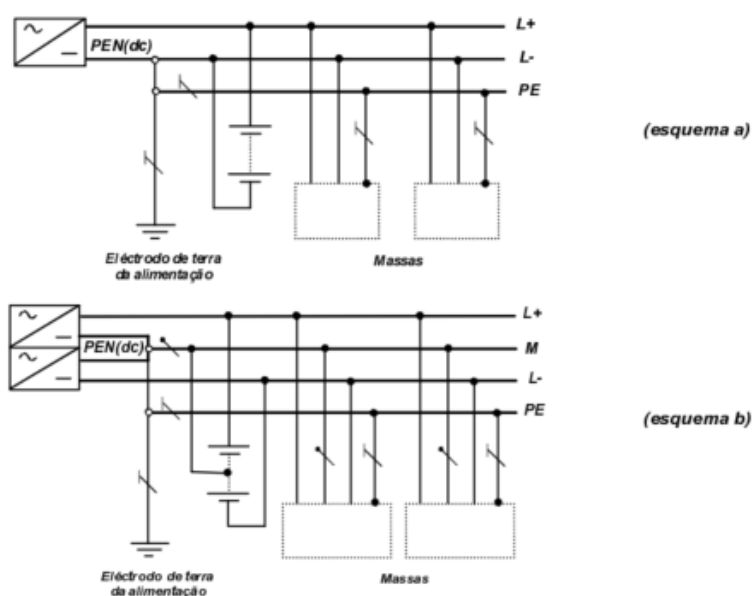 L+
PEN(dc)
L-
PE
(esquema a)
Eléctrodo de terra
da alimentação
Massas
L+
PEN(dc)
M
L-
PE
(esquema b)
Eléctrodo de terra
da alimentação
Massas